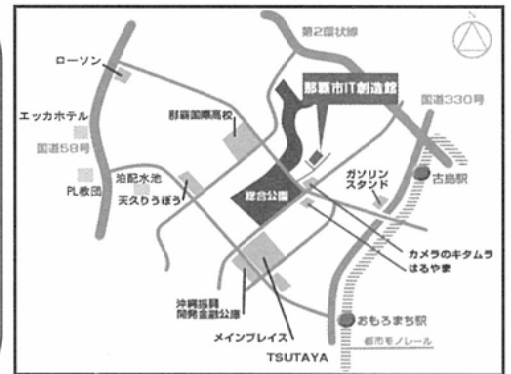 第2環状線
ローソン
那覇市IT創造館
国道330号
エッカホテル
那覇国際高校
国道58号
ガソリン
スタンド
古島駅
PL教団
泊配水池
天久りうぼう
総合公園
カメラのキタムラ
はるやま
沖縄振興
開発金融公庫
メインプレイス
おもろまち駅
TSUTAYA
都市モノレール